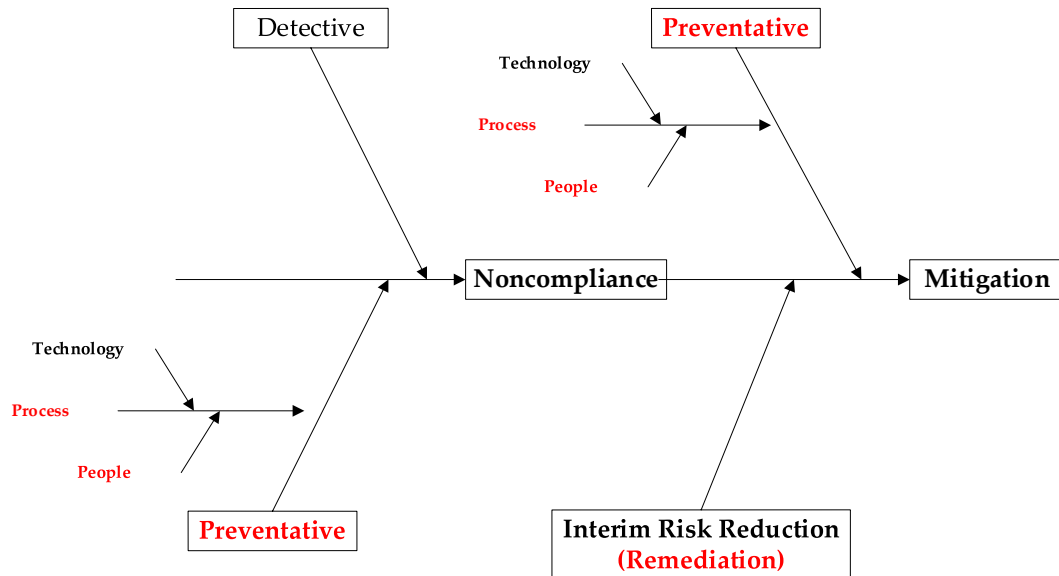 Detective
Preventative
Technology
Process
People
Noncompliance
Mitigation
Technology
Process
People
Preventative
Interim Risk Reduction
(Remediation)